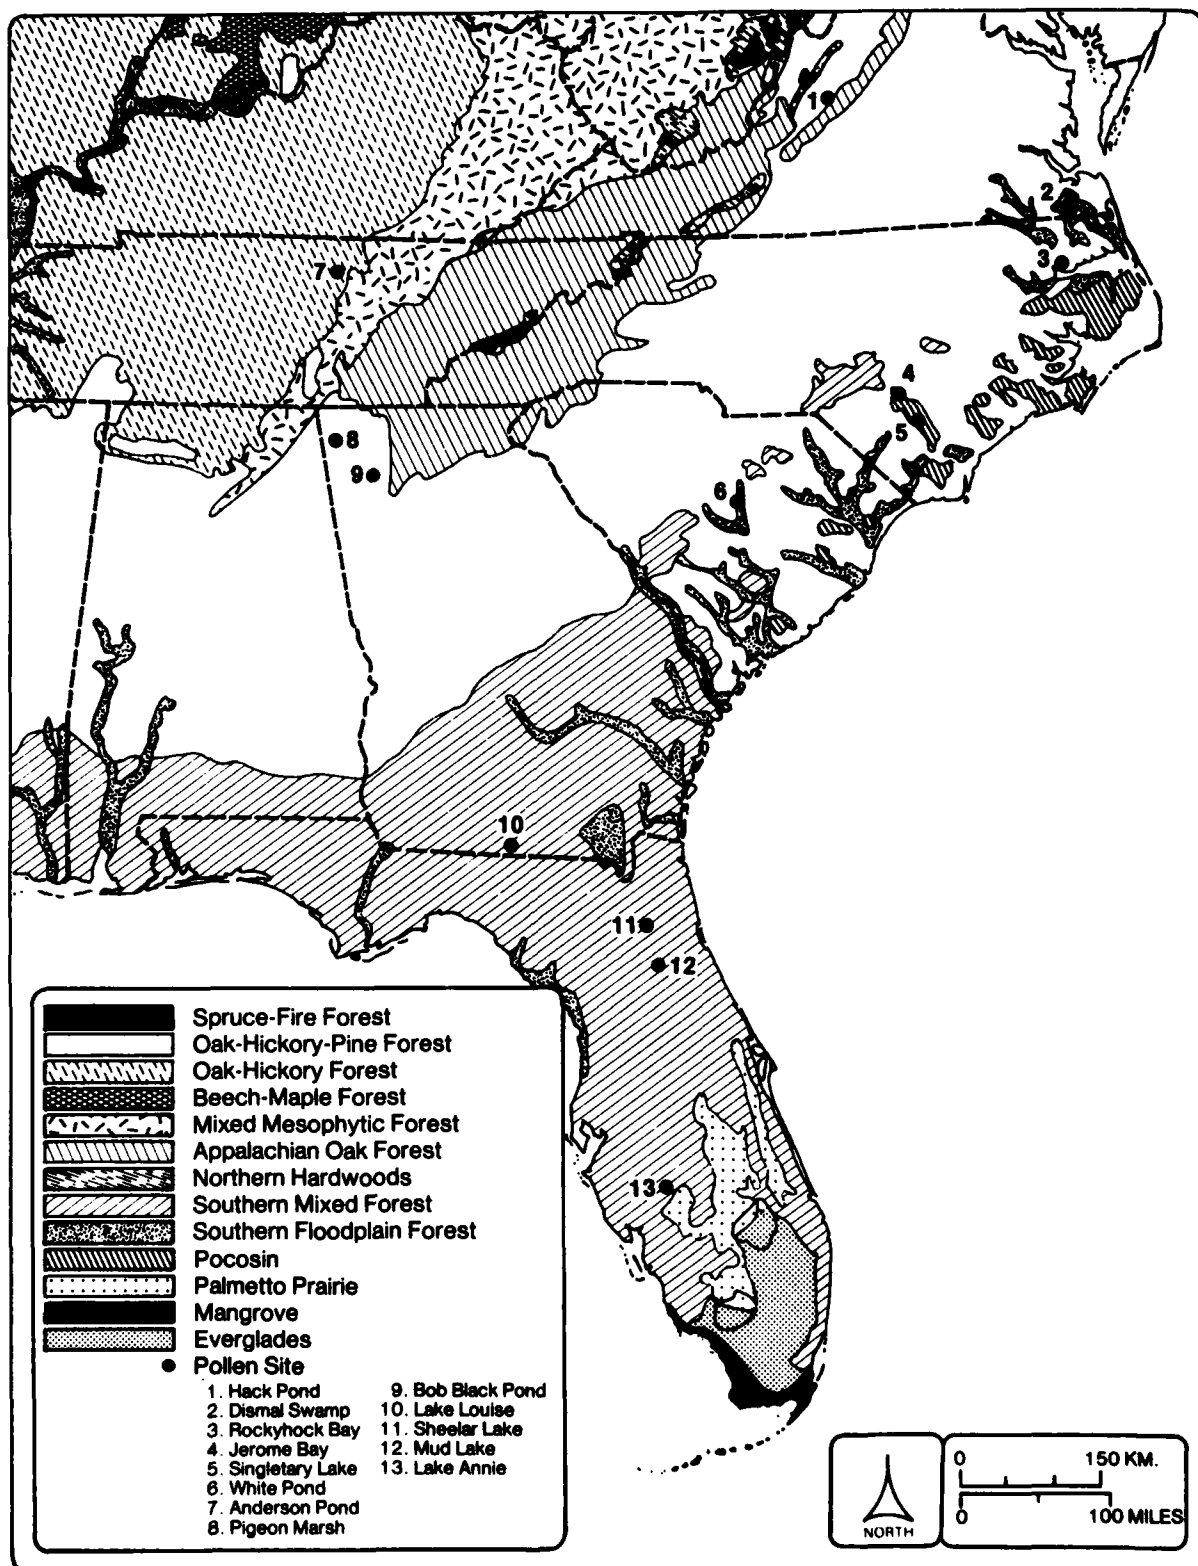 1
2
3
7
4
8
5
9
6
10
11
12
13
Spruce-Fire Forest
Oak-Hickory-Pine Forest
Oak-Hickory Forest
Beech-Maple Forest
Mixed Mesophytic Forest
Appalachian Oak Forest
Northern Hardwoods
Southern Mixed Forest
Southern Floodplain Forest
Pocosin
Palmetto Prairie
Mangrove
Everglades
Pollen Site
1. Hack Pond
2. Dismal Swamp
3. Rockyhock Bay
4. Jerome Bay
5. Singletary Lake
6. White Pond
7. Anderson Pond
8. Pigeon Marsh
9. Bob Black Pond
10. Lake Louise
11. Sheelar Lake
12. Mud Lake
13. Lake Annie
NORTH
0 150 KM.
0 100 MILES